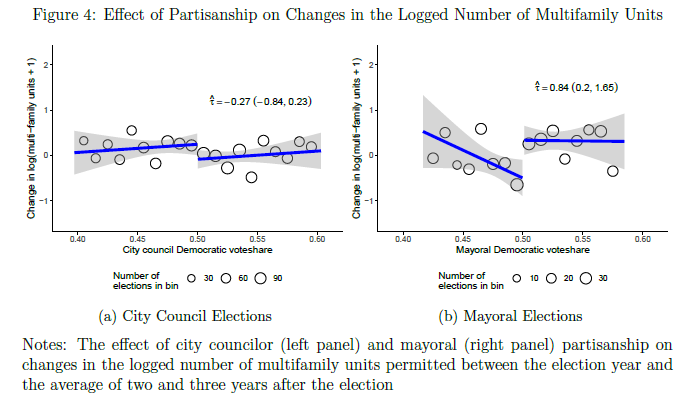 Figure 4: Effect of Partisanship on Changes in the Logged Number of Multifamily Units
Change in log(multi−family units + 1)
2
1
0
−1
τ̂ = −0.27 (−0.84, 0.23)
0.40 0.45 0.50 0.55 0.60
City council Democratic voteshare
Number of
elections in bin 30 60 90
(a) City Council Elections
Change in log(multi−family units + 1)
2
1
0
−1
τ̂ = 0.84 (0.2, 1.65)
0.40 0.45 0.50 0.55 0.60
Mayoral Democratic voteshare
Number of
elections in bin 10 20 30
(b) Mayoral Elections
Notes: The effect of city councilor (left panel) and mayoral (right panel) partisanship on
changes in the logged number of multifamily units permitted between the election year and
the average of two and three years after the election